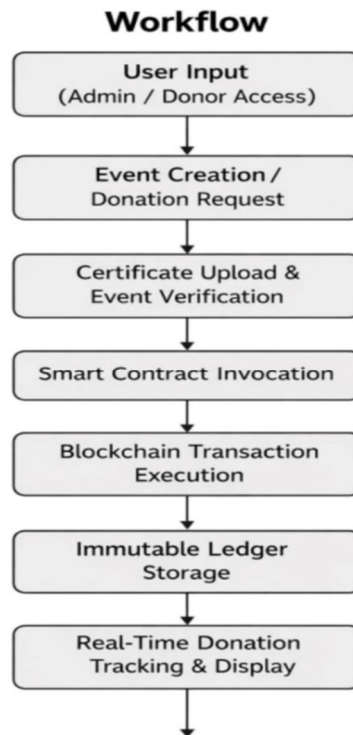 Workflow
User Input
(Admin / Donor Access)
Event Creation /
Donation Request
Certificate Upload &
Event Verification
Smart Contract Invocation
Blockchain Transaction
Execution
Immutable Ledger
Storage
Real-Time Donation
Tracking & Display